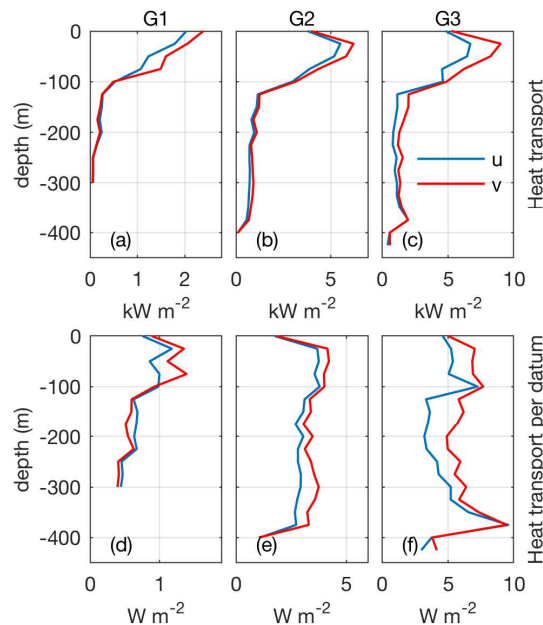 G1 G2 G3
0
-100
-200
-300
-400
depth (m)
(a) (b) (c)
u
v
Heat transport
0 1 2 0 5 0 5 10
kW m-2 kW m-2 kW m-2
0
-100
-200
-300
-400
depth (m)
(d) (e) (f)
Heat transport per datum
0 1 0 5 0 5 10
W m-2 W m-2 W m-2